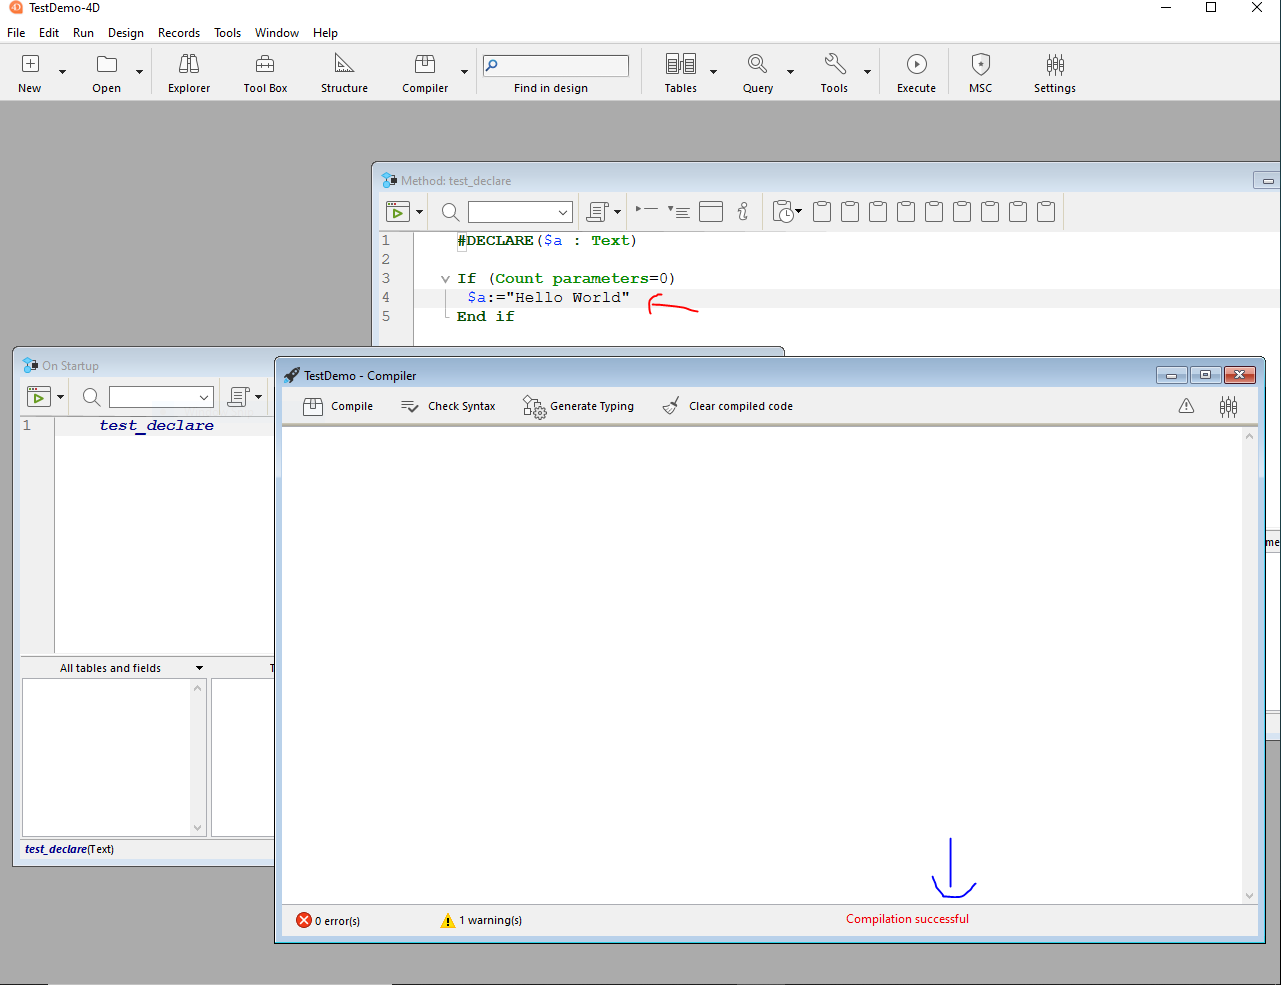 TestDemo-4D
File Edit Run Design Records Tools Window Help
New Open Explorer Tool Box Structure Compiler Find in design Tables Query Tools Execute MSC Settings
Method: test_declare
1 #DECLARE($a : Text)
2
3 If (Count parameters=0)
4 $a:="Hello World"
5 End if
On Startup
1 test_declare
All tables and fields
T
test_declare(Text)
TestDemo - Compiler
Compile Check Syntax Generate Typing Clear compiled code
0 error(s) 1 warning(s) Compilation successful
me